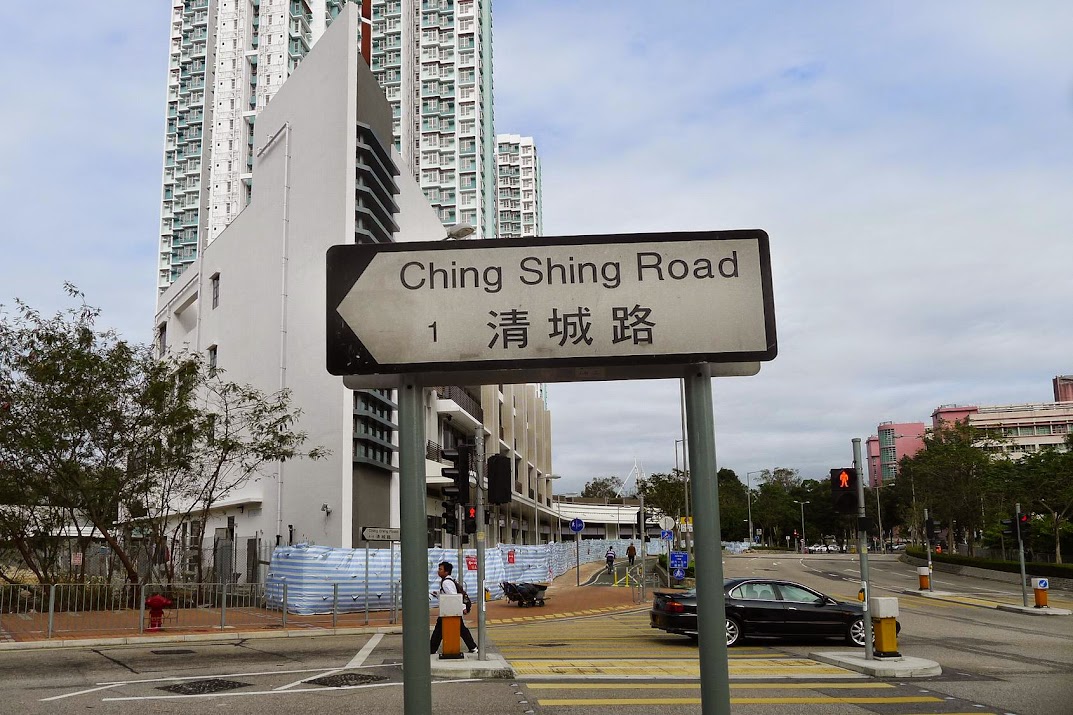 Ching Shing Road
1 清城路